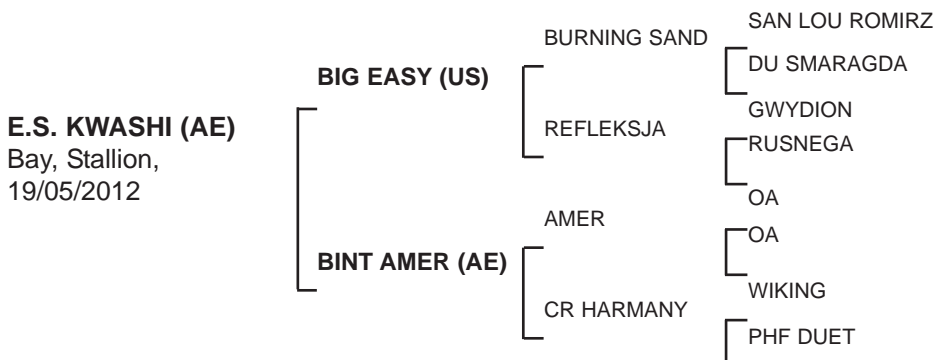 E.S. KWASHI (AE)
Bay, Stallion,
19/05/2012
BIG EASY (US)
BINT AMER (AE)
BURNING SAND
REFLEKSJA
AMER
CR HARMANY
SAN LOU ROMIRZ
DU SMARAGDA
GWYDION
RUSNEGA
OA
OA
WIKING
PHF DUET